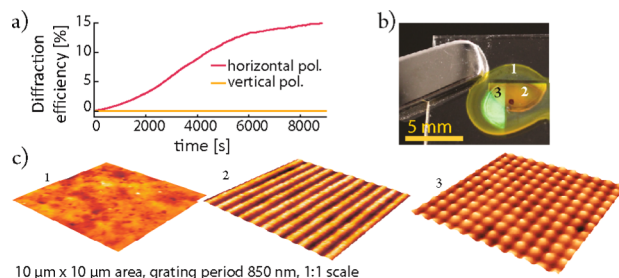 a)
Diffraction
efficiency [%]
15
10
5
0
horizontal pol.
vertical pol.
0
2000
4000
6000
8000
time [s]
b)
1
3
2
5 mm
c)
1
2
3
10 µm x 10 µm area, grating period 850 nm, 1:1 scale